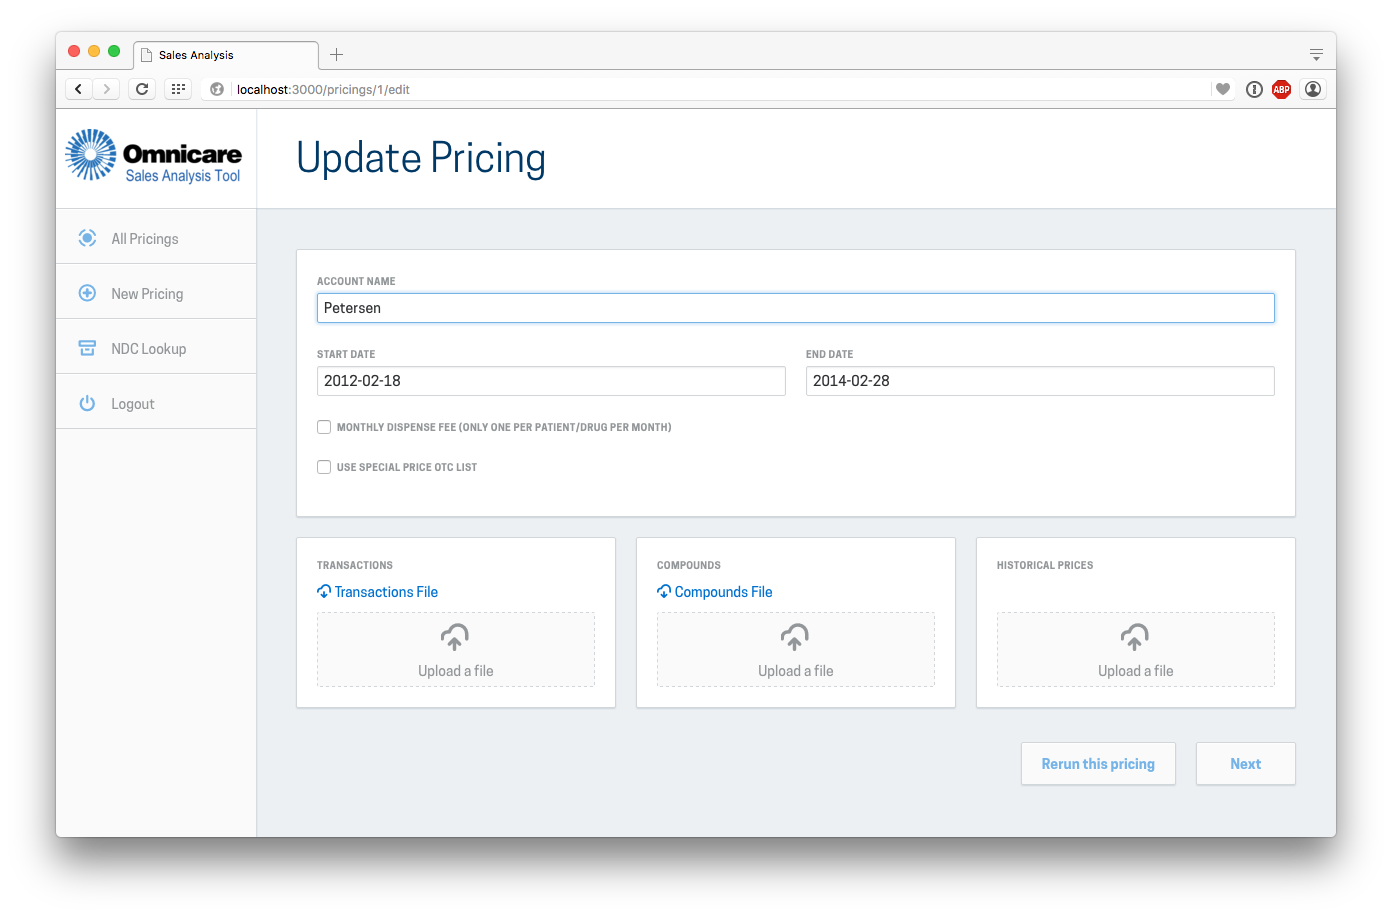 Sales Analysis
localhost:3000/pricings/1/edit
ABP
Omnicare
Sales Analysis Tool
Update Pricing
All Pricings
New Pricing
NDC Lookup
Logout
ACCOUNT NAME
Petersen
START DATE
END DATE
2012-02-18
2014-02-28
MONTHLY DISPENSE FEE (ONLY ONE PER PATIENT/DRUG PER MONTH)
USE SPECIAL PRICE OTC LIST
TRANSACTIONS
Transactions File
Upload a file
COMPOUNDS
Compounds File
Upload a file
HISTORICAL PRICES
Upload a file
Rerun this pricing
Next